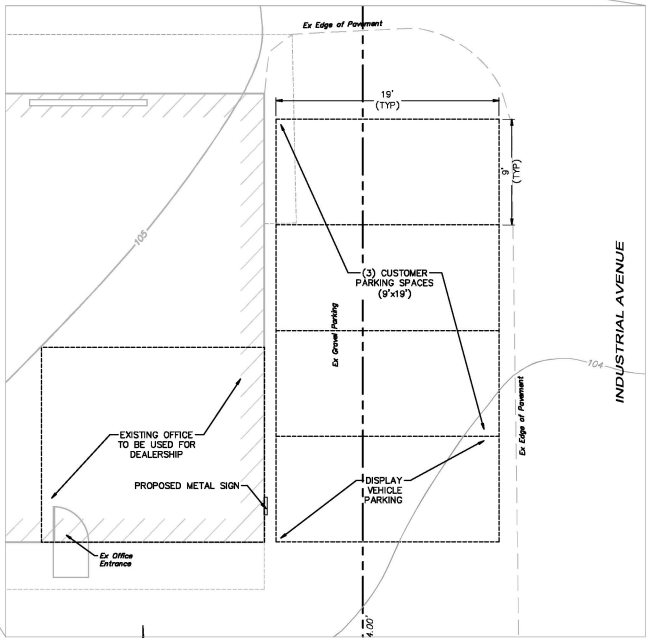 Ex Edge of Pavement
19'
(TYP)
9'
(TYP)
105
(3) CUSTOMER
PARKING SPACES
(9'x19')
Ex Gravel Parking
INDUSTRIAL AVENUE
104
Ex Edge of Pavement
EXISTING OFFICE
TO BE USED FOR
DEALERSHIP
PROPOSED METAL SIGN
DISPLAY
VEHICLE
PARKING
Ex Office
Entrance
4.00'